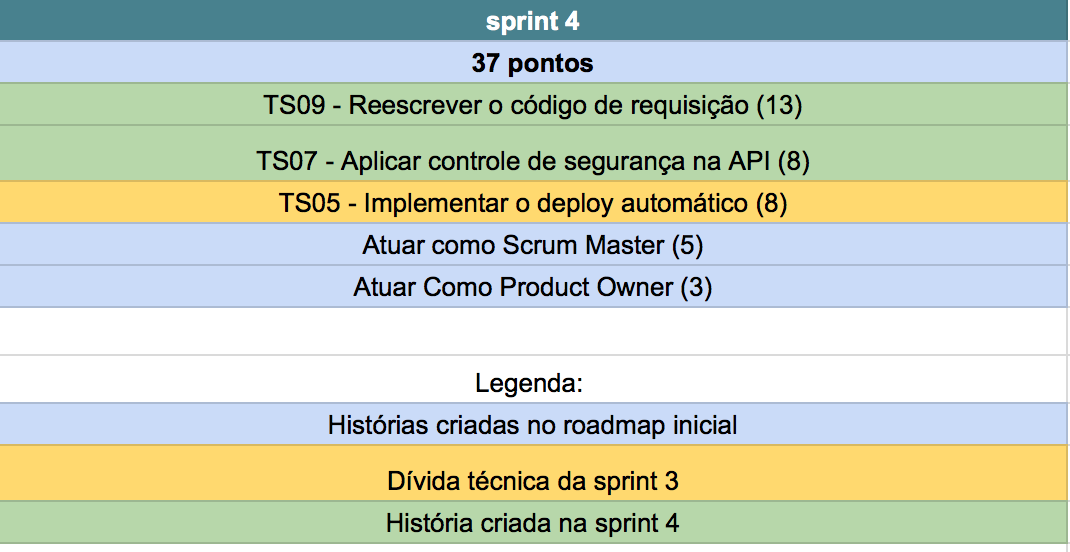 sprint 4
37 pontos
TS09 - Reescrever o código de requisição (13)
TS07 - Aplicar controle de segurança na API (8)
TS05 - Implementar o deploy automático (8)
Atuar como Scrum Master (5)
Atuar Como Product Owner (3)
Legenda:
Histórias criadas no roadmap inicial
Dívida técnica da sprint 3
História criada na sprint 4